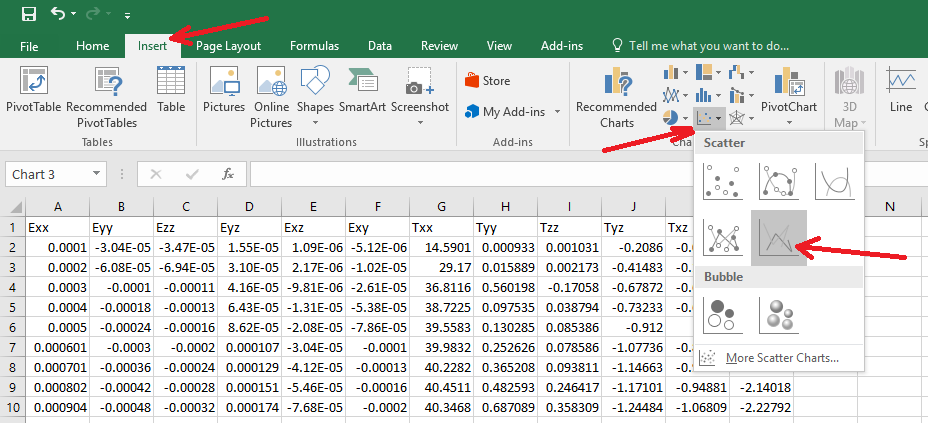 File Home Insert Page Layout Formulas Data Review View Add-ins Tell me what you want to do...
PivotTable Recommended PivotTables Table
Tables
Pictures Online Pictures Shapes SmartArt Screenshot
Illustrations
Store
My Add-ins
Add-ins
Recommended Charts
PivotChart
3D Map
Line
Scatter
Bubble
More Scatter Charts...
Chart 3 fx
A B C D E F G H I J N
1 Exx Eyy Ezz Eyz Exz Exy Txx Tyy Tzz Tyz Txz
2 0.0001 -3.04E-05 -3.47E-05 1.55E-05 1.09E-06 -5.12E-06 14.5901 0.000933 0.001031 -0.2086
3 0.0002 -6.08E-05 -6.94E-05 3.10E-05 2.17E-06 -1.02E-05 29.17 0.015889 0.002173 -0.41483
4 0.0003 -0.0001 -0.00011 4.16E-05 -9.81E-06 -2.61E-05 36.8116 0.560198 -0.17058 -0.67872
5 0.0004 -0.00018 -0.00013 6.43E-05 -1.31E-05 -5.38E-05 38.7225 0.097535 0.038794 -0.73233
6 0.0005 -0.00024 -0.00016 8.62E-05 -2.08E-05 -7.86E-05 39.5583 0.130285 0.085386 -0.912
7 0.000601 -0.0003 -0.0002 0.000107 -3.04E-05 -0.0001 39.9832 0.252626 0.078586 -1.07736
8 0.000701 -0.00036 -0.00024 0.000129 -4.12E-05 -0.00013 40.2282 0.365208 0.093811 -1.14663
9 0.000802 -0.00042 -0.00028 0.000151 -5.46E-05 -0.00016 40.4511 0.482593 0.246417 -1.17101 -0.94881 -2.14018
10 0.000904 -0.00048 -0.00032 0.000174 -7.68E-05 -0.0002 40.3468 0.687089 0.358309 -1.24484 -1.06809 -2.22792